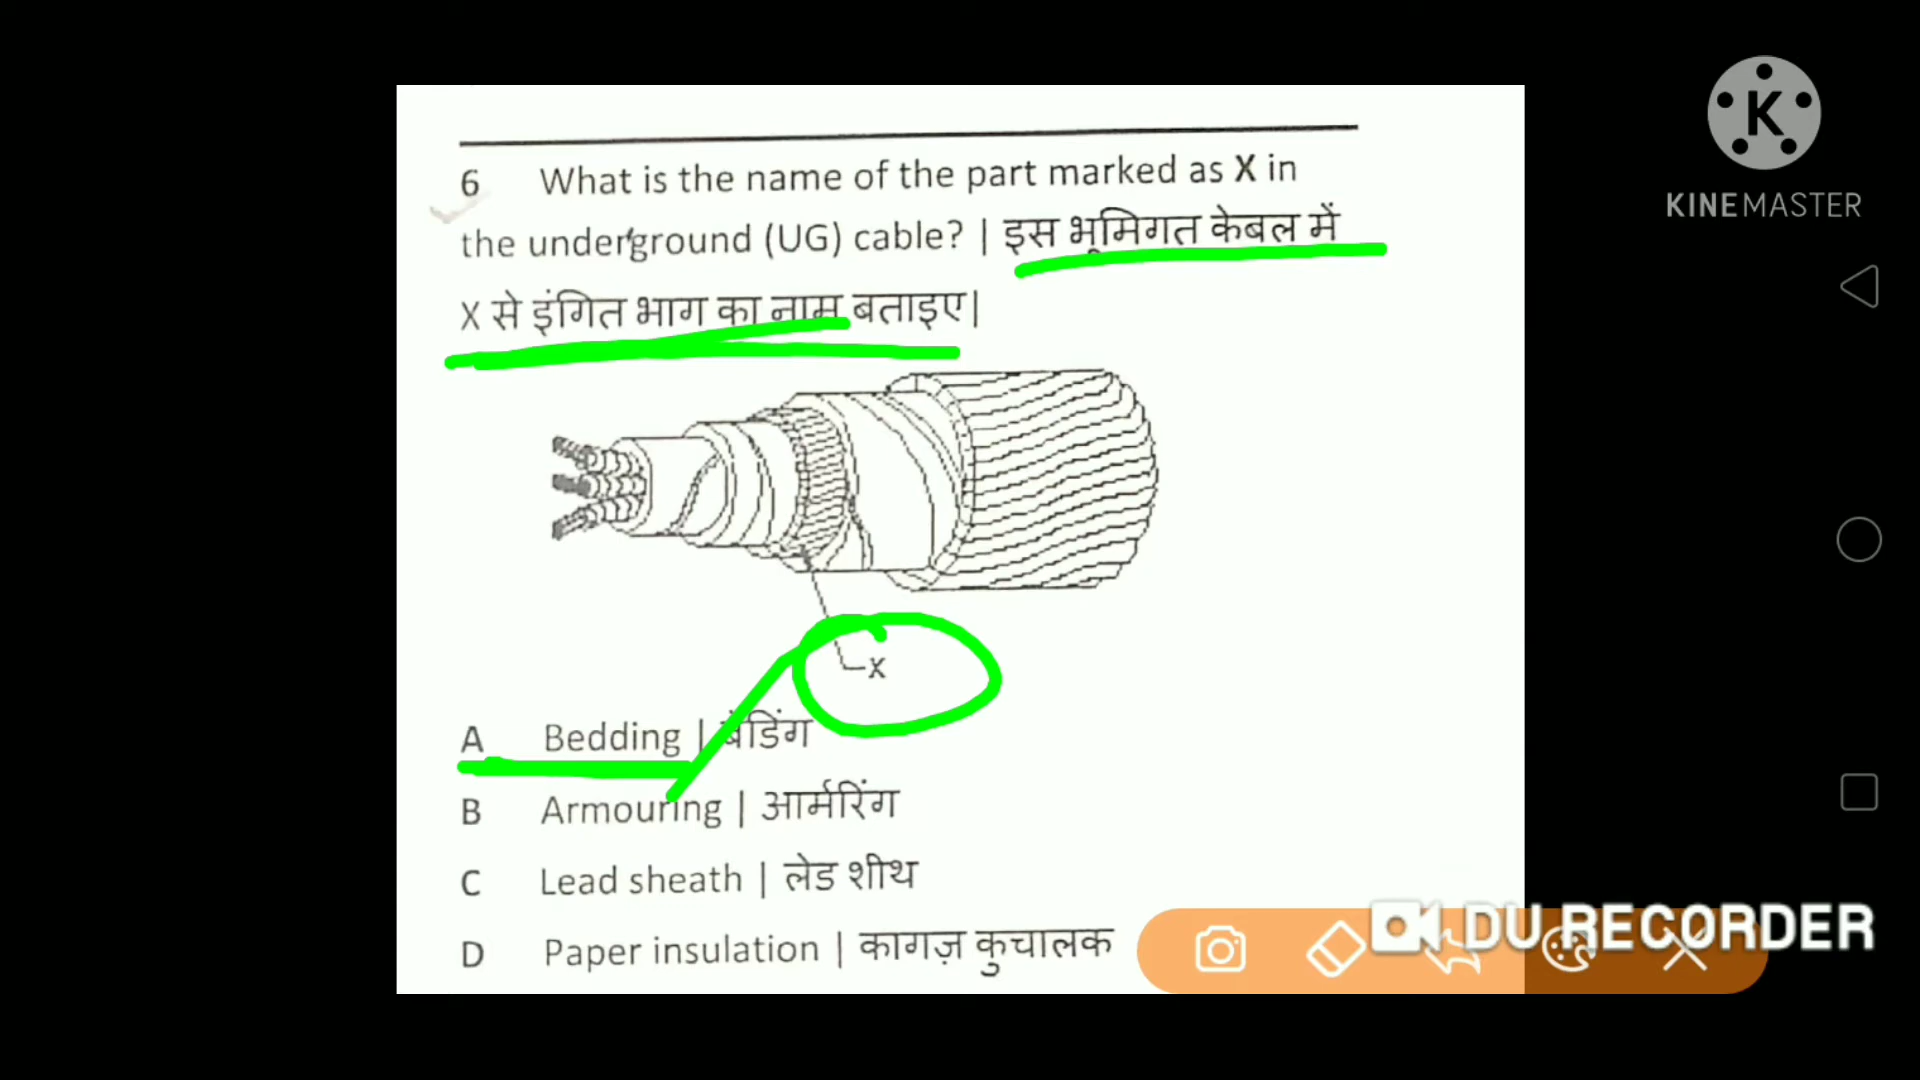 6 What is the name of the part marked as X in
the underground (UG) cable? | इस भूमिगत केबल में
X से इंगित भाग का नाम बताइए|
X
A Bedding | बेडिंग
B Armouring | आर्मरिंग
C Lead sheath | लेड शीथ
D Paper insulation | कागज़ कुचालक
K
KINEMASTER
DU RECORDER